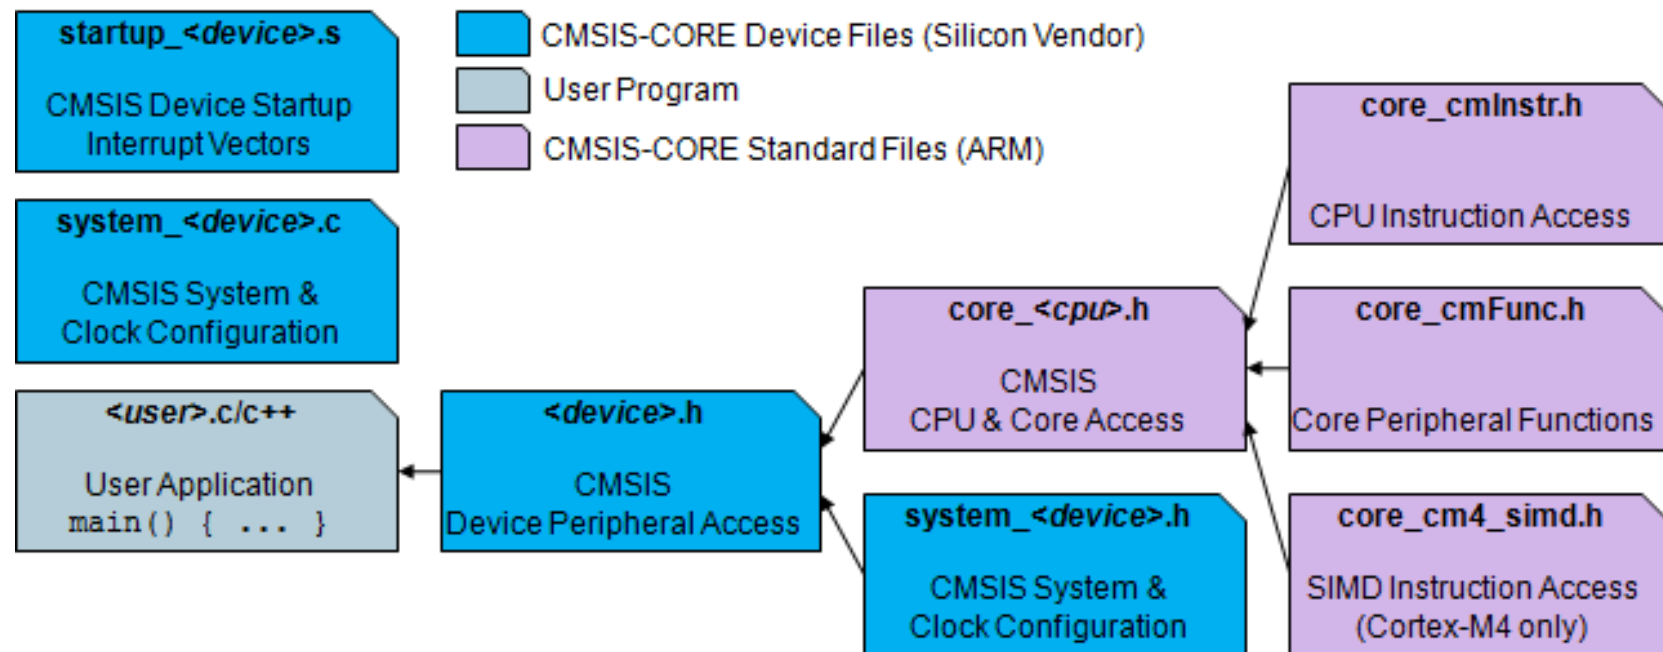 startup_<device>.s
CMSIS Device Startup
Interrupt Vectors
CMSIS-CORE Device Files (Silicon Vendor)
User Program
CMSIS-CORE Standard Files (ARM)
core_cmInstr.h
CPU Instruction Access
system_<device>.c
CMSIS System &
Clock Configuration
core_<cpu>.h
CMSIS
CPU & Core Access
core_cmFunc.h
Core Peripheral Functions
<user>.c/c++
User Application
main() { ... }
<device>.h
CMSIS
Device Peripheral Access
system_<device>.h
CMSIS System &
Clock Configuration
core_cm4_simd.h
SIMD Instruction Access
(Cortex-M4 only)